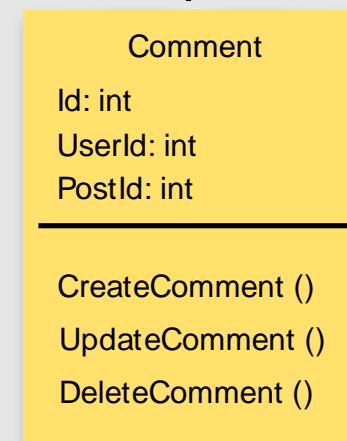 Comment
Id: int
UserId: int
PostId: int
CreateComment ()
UpdateComment ()
DeleteComment ()